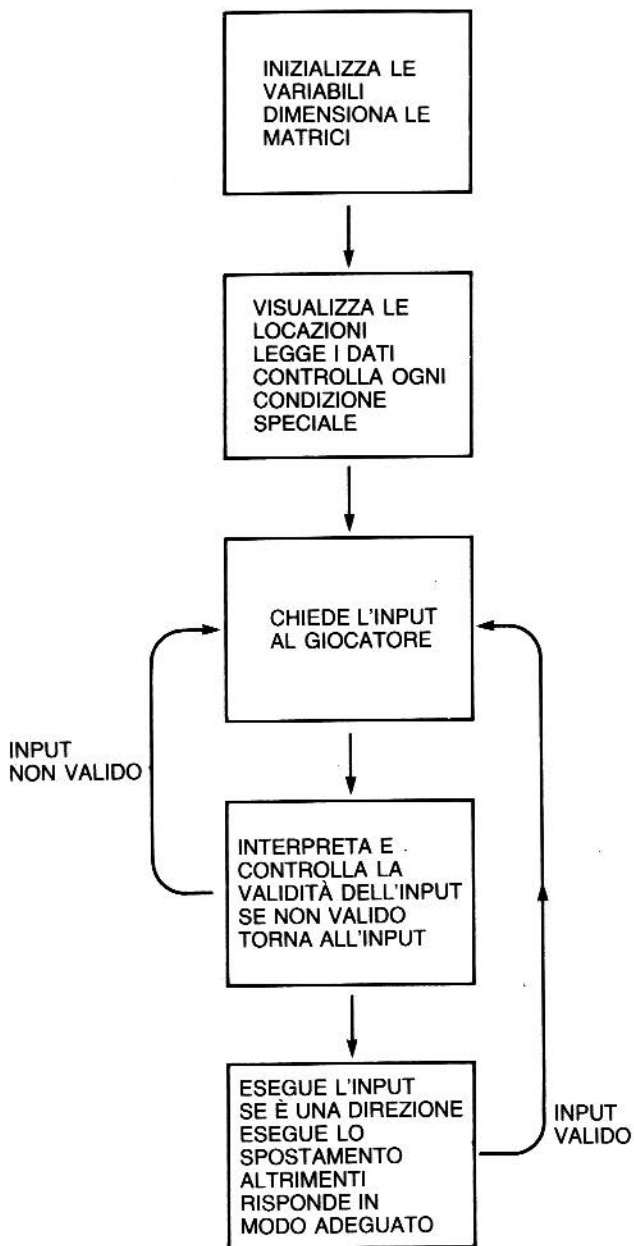 INIZIALIZZA LE
VARIABILI
DIMENSIONA LE
MATRICI
VISUALIZZA LE
LOCAZIONI
LEGGE I DATI
CONTROLLA OGNI
CONDIZIONE
SPECIALE
CHIEDE L'INPUT
AL GIOCATORE
INPUT
NON VALIDO
INTERPRETA E
CONTROLLA LA
VALIDITÀ DELL'INPUT
SE NON VALIDO
TORNA ALL'INPUT
ESEGUE L'INPUT
SE È UNA DIREZIONE
ESEGUE LO
SPOSTAMENTO
ALTRIMENTI
RISPONDE IN
MODO ADEGUATO
INPUT
VALIDO